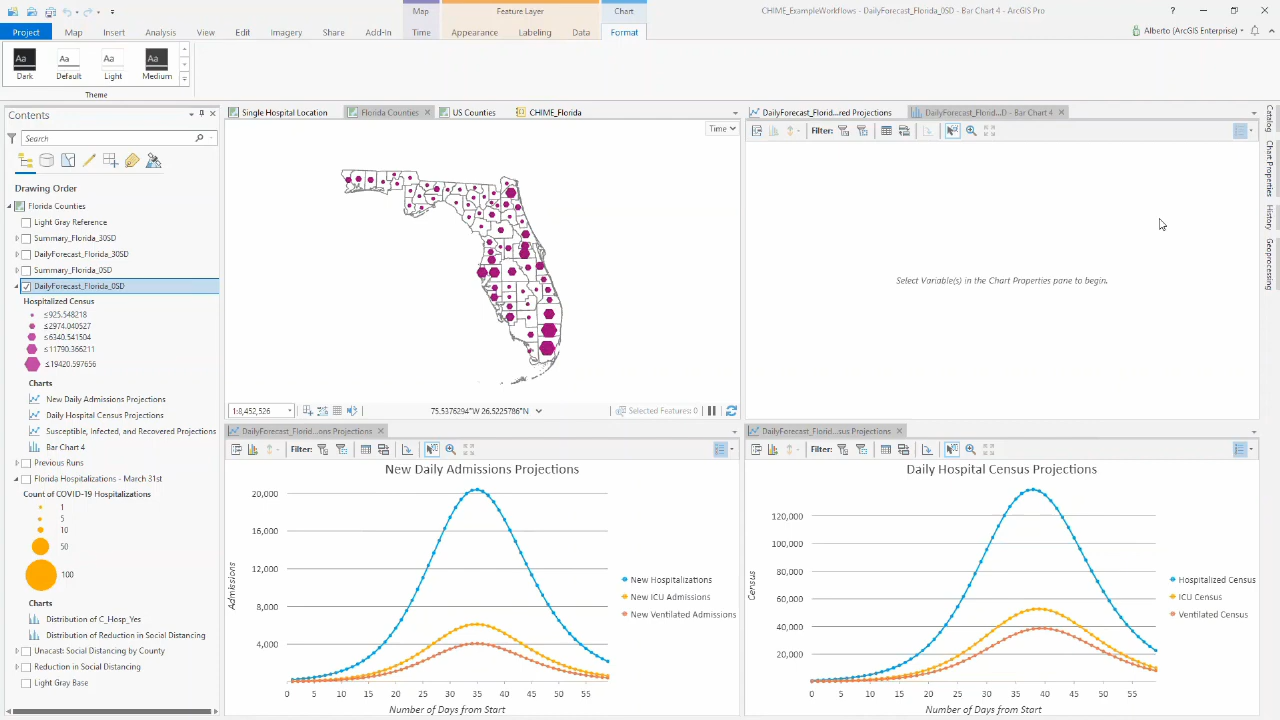 Map
Feature Layer
Chart
CHIME_ExampleWorkflows - DailyForecast_Florida_0SD - Bar Chart 4 - ArcGIS Pro
?
Project
Map
Insert
Analysis
View
Edit
Imagery
Share
Add-In
Time
Appearance
Labeling
Data
Format
Alberto (ArcGIS Enterprise)
Aa
Aa
Aa
Aa
Dark
Default
Light
Medium
Theme
Contents
Search
Drawing Order
Florida Counties
Light Gray Reference
Summary_Florida_30SD
DailyForecast_Florida_30SD
Summary_Florida_0SD
DailyForecast_Florida_0SD
Hospitalized Census
≤925.548218
≤2974.040527
≤6340.541504
≤11790.366211
≤19420.597656
Charts
New Daily Admissions Projections
Daily Hospital Census Projections
Susceptible, Infected, and Recovered Projections
Bar Chart 4
Previous Runs
Florida Hospitalizations - March 31st
Count of COVID-19 Hospitalizations
1
5
10
50
100
Charts
Distribution of C_Hosp_Yes
Distribution of Reduction in Social Distancing
Unacast: Social Distancing by County
Reduction in Social Distancing
Light Gray Base
Single Hospital Location
Florida Counties
US Counties
CHIME_Florida
Time
1:8,452,526
75.5376294°W 26.5225786°N
Selected Features: 0
DailyForecast_Florid...red Projections
DailyForecast_Florid...D - Bar Chart 4
Filter:
Select Variable(s) in the Chart Properties pane to begin.
Catalog
Chart Properties
History
Geoprocessing
DailyForecast_Florid...ons Projections
Filter:
New Daily Admissions Projections
20,000
16,000
12,000
8,000
4,000
Admissions
0
5
10
15
20
25
30
35
40
45
50
55
Number of Days from Start
New Hospitalizations
New ICU Admissions
New Ventilated Admissions
DailyForecast_Florid...sus Projections
Filter:
Daily Hospital Census Projections
120,000
100,000
80,000
60,000
40,000
20,000
Census
0
5
10
15
20
25
30
35
40
45
50
55
Number of Days from Start
Hospitalized Census
ICU Census
Ventilated Census